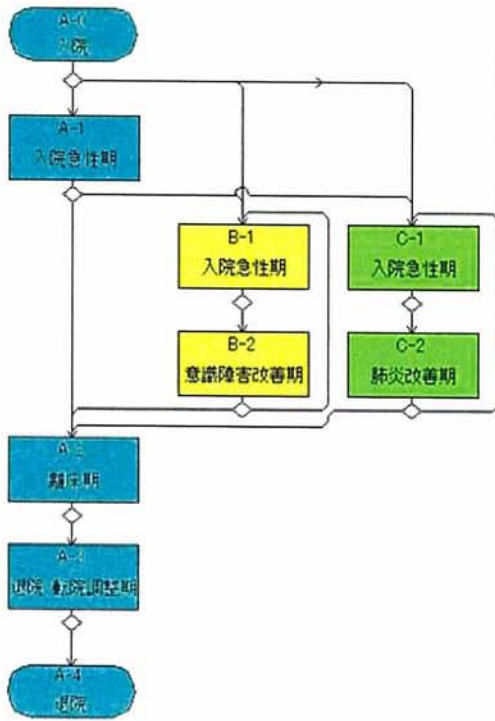 A-0
入院
A-1
入院急性期
B-1
入院急性期
C-1
入院急性期
B-2
意識障害改善期
C-2
肺炎改善期
A-2
離床期
A-3
退院・転院調整期
A-4
退院